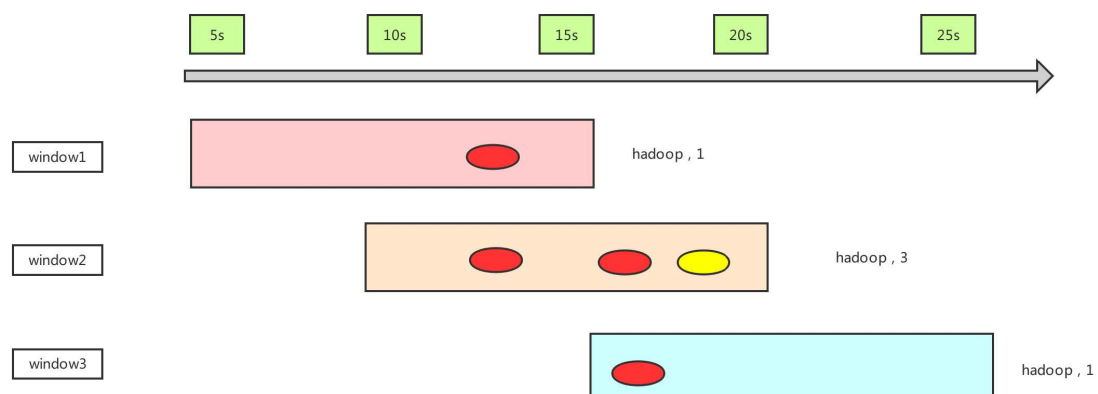 5s
10s
15s
20s
25s
window1
hadoop , 1
window2
hadoop , 3
window3
hadoop , 1